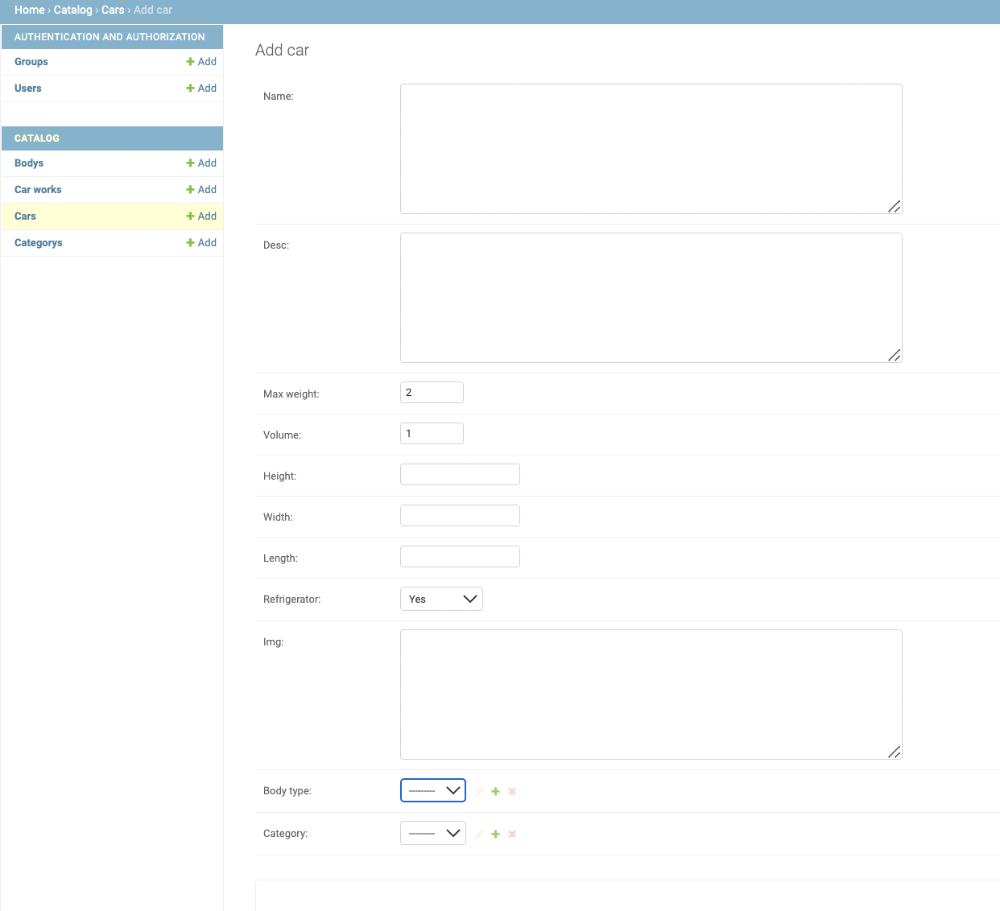 Home › Catalog › Cars › Add car
AUTHENTICATION AND AUTHORIZATION
Groups + Add
Users + Add
CATALOG
Bodys + Add
Car works + Add
Cars + Add
Categorys + Add
Add car
Name:
Desc:
Max weight: 2
Volume: 1
Height:
Width:
Length:
Refrigerator: Yes
Img:
Body type: ---------
Category: ---------